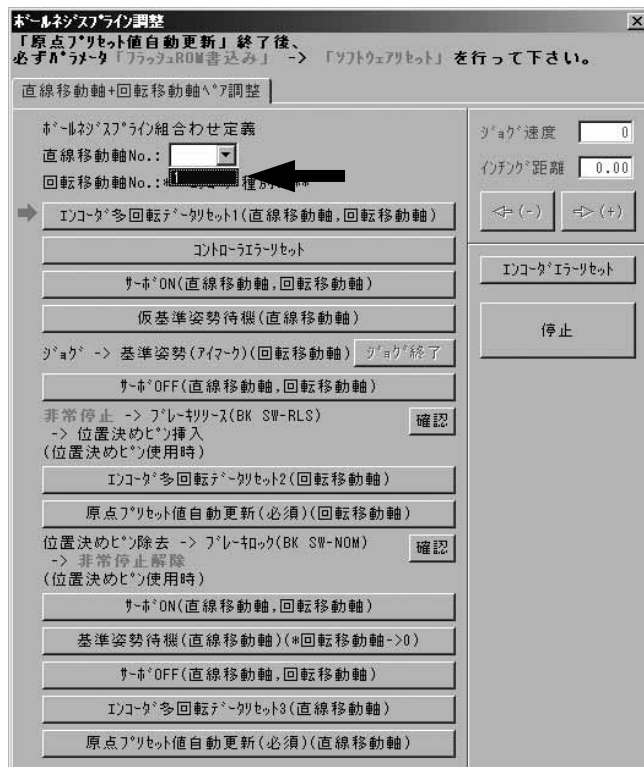 ﾎﾞｰﾙﾈｼﾞｽﾌﾟﾗｲﾝ調整
「原点ﾌﾟﾘｾｯﾄ値自動更新」終了後、
必ずﾊﾟﾗﾒｰﾀ「ﾌﾗｯｼｭROM書込み」 -> 「ｿﾌﾄｳｪｱﾘｾｯﾄ」を行って下さい。
直線移動軸+回転移動軸ﾍﾟｱ調整
ﾎﾞｰﾙﾈｼﾞｽﾌﾟﾗｲﾝ組合わせ定義
直線移動軸No.:
1
回転移動軸No.:*
種別
ｴﾝｺｰﾀﾞ多回転ﾃﾞｰﾀﾘｾｯﾄ1(直線移動軸,回転移動軸)
ｺﾝﾄﾛｰﾗｴﾗｰﾘｾｯﾄ
ｻｰﾎﾞON(直線移動軸,回転移動軸)
仮基準姿勢待機(直線移動軸)
ｼﾞｮｸﾞ -> 基準姿勢(ｱｲﾏｰｸ)(回転移動軸) ｼﾞｮｸﾞ終了
ｻｰﾎﾞOFF(直線移動軸,回転移動軸)
非常停止 -> ﾌﾞﾚｰｷﾘﾘｰｽ(BK SW-RLS) 確認
-> 位置決めﾋﾟﾝ挿入
(位置決めﾋﾟﾝ使用時)
ｴﾝｺｰﾀﾞ多回転ﾃﾞｰﾀﾘｾｯﾄ2(回転移動軸)
原点ﾌﾟﾘｾｯﾄ値自動更新(必須)(回転移動軸)
位置決めﾋﾟﾝ除去 -> ﾌﾞﾚｰｷﾛｯｸ(BK SW-NOM) 確認
-> 非常停止解除
(位置決めﾋﾟﾝ使用時)
ｻｰﾎﾞON(直線移動軸,回転移動軸)
基準姿勢待機(直線移動軸)(*回転移動軸->0)
ｻｰﾎﾞOFF(直線移動軸,回転移動軸)
ｴﾝｺｰﾀﾞ多回転ﾃﾞｰﾀﾘｾｯﾄ3(直線移動軸)
原点ﾌﾟﾘｾｯﾄ値自動更新(必須)(直線移動軸)
ｼﾞｮｸﾞ速度 0
ｲﾝﾁﾝｸﾞ距離 0.00
(-) (+)
ｴﾝｺｰﾀﾞｴﾗｰﾘｾｯﾄ
停止